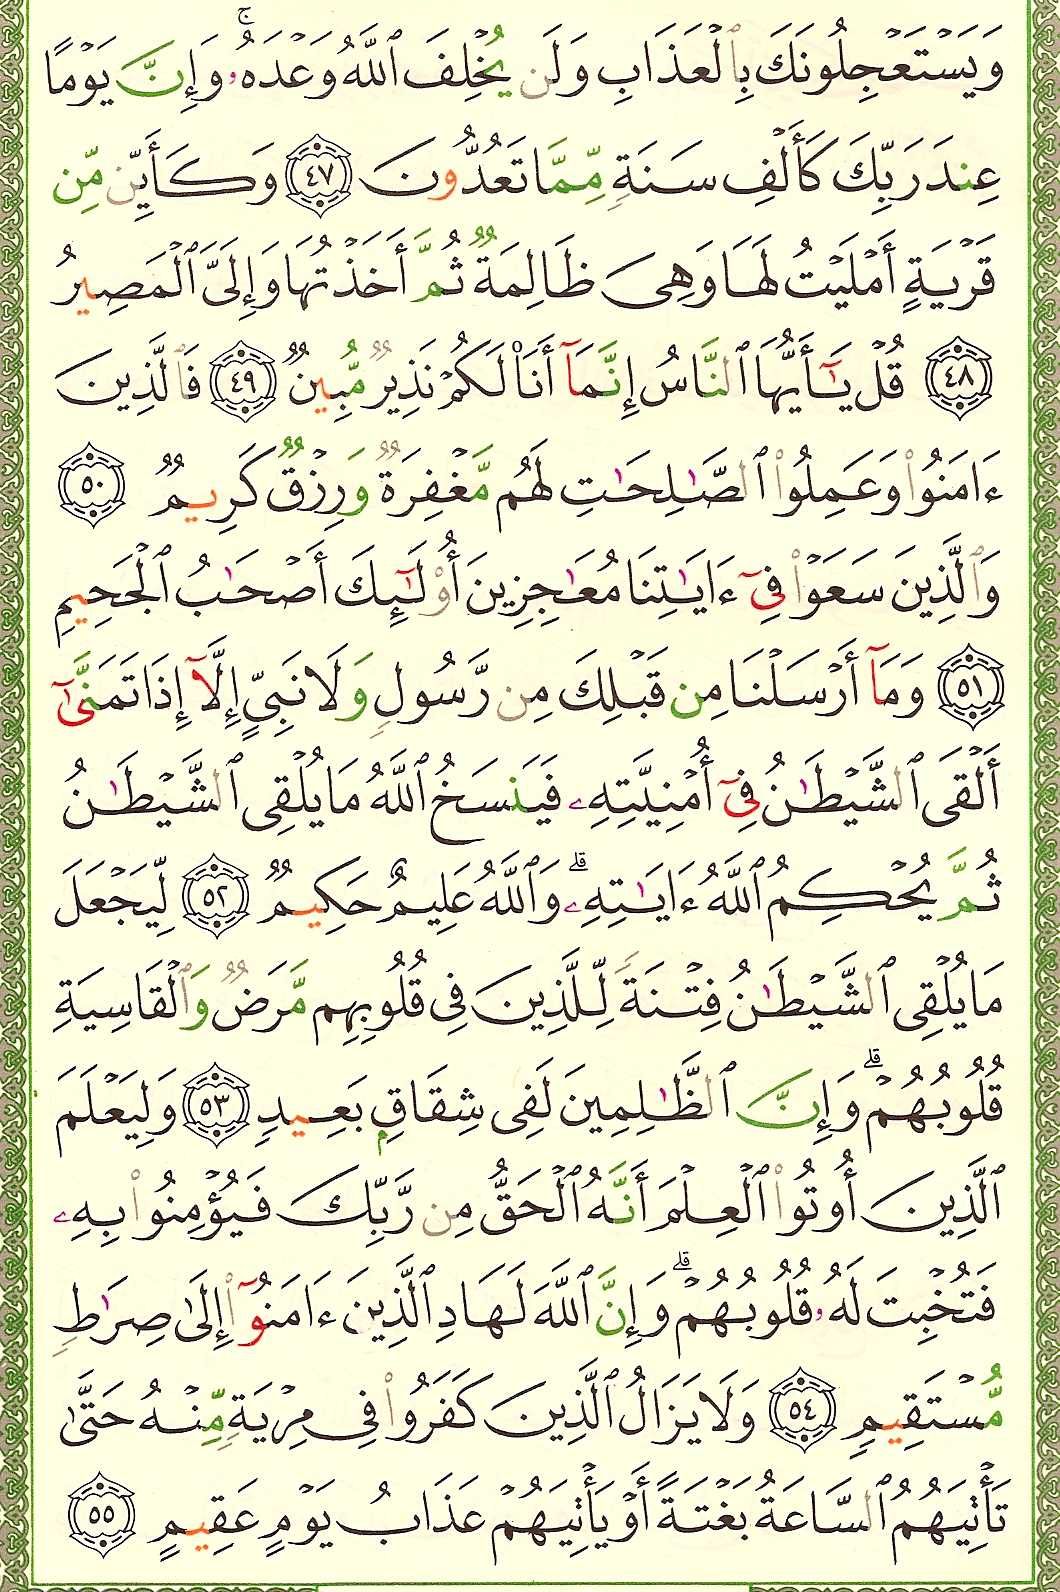 وَيَسْتَعْجِلُونَكَ بِٱلْعَذَابِ وَلَن يُخْلِفَ ٱللَّهُ وَعْدَهُۥ ۚ وَإِنَّ يَوْمًا
عِندَ رَبِّكَ كَأَلْفِ سَنَةٍ مِّمَّا تَعُدُّونَ ﴿٤٧﴾ وَكَأَيِّن مِّن
قَرْيَةٍ أَمْلَيْتُ لَهَا وَهِىَ ظَالِمَةٌ ثُمَّ أَخَذْتُهَا وَإِلَىَّ ٱلْمَصِيرُ
﴿٤٨﴾ قُلْ يَـٰٓأَيُّهَا ٱلنَّاسُ إِنَّمَآ أَنَا۠ لَكُمْ نَذِيرٌ مُّبِينٌ ﴿٤٩﴾ فَٱلَّذِينَ
ءَامَنُوا۟ وَعَمِلُوا۟ ٱلصَّـٰلِحَـٰتِ لَهُم مَّغْفِرَةٌ وَرِزْقٌ كَرِيمٌ ﴿٥٠﴾
وَٱلَّذِينَ سَعَوْا۟ فِىٓ ءَايَـٰتِنَا مُعَـٰجِزِينَ أُو۟لَـٰٓئِكَ أَصْحَـٰبُ ٱلْجَحِيمِ
﴿٥١﴾ وَمَآ أَرْسَلْنَا مِن قَبْلِكَ مِن رَّسُولٍ وَلَا نَبِىٍّ إِلَّآ إِذَا تَمَنَّىٰٓ
أَلْقَى ٱلشَّيْطَـٰنُ فِىٓ أُمْنِيَّتِهِۦ فَيَنسَخُ ٱللَّهُ مَا يُلْقِى ٱلشَّيْطَـٰنُ
ثُمَّ يُحْكِمُ ٱللَّهُ ءَايَـٰتِهِۦ ۗ وَٱللَّهُ عَلِيمٌ حَكِيمٌ ﴿٥٢﴾ لِّيَجْعَلَ
مَا يُلْقِى ٱلشَّيْطَـٰنُ فِتْنَةً لِّلَّذِينَ فِى قُلُوبِهِم مَّرَضٌ وَٱلْقَاسِيَةِ
قُلُوبُهُمْ ۗ وَإِنَّ ٱلظَّـٰلِمِينَ لَفِى شِقَاقٍۭ بَعِيدٍ ﴿٥٣﴾ وَلِيَعْلَمَ
ٱلَّذِينَ أُوتُوا۟ ٱلْعِلْمَ أَنَّهُ ٱلْحَقُّ مِن رَّبِّكَ فَيُؤْمِنُوا۟ بِهِۦ
فَتُخْبِتَ لَهُۥ قُلُوبُهُمْ ۗ وَإِنَّ ٱللَّهَ لَهَادِ ٱلَّذِينَ ءَامَنُوٓا۟ إِلَىٰ صِرَٰطٍ
مُّسْتَقِيمٍ ﴿٥٤﴾ وَلَا يَزَالُ ٱلَّذِينَ كَفَرُوا۟ فِى مِرْيَةٍ مِّنْهُ حَتَّىٰ
تَأْتِيَهُمُ ٱلسَّاعَةُ بَغْتَةً أَوْ يَأْتِيَهُمْ عَذَابُ يَوْمٍ عَقِيمٍ ﴿٥٥﴾